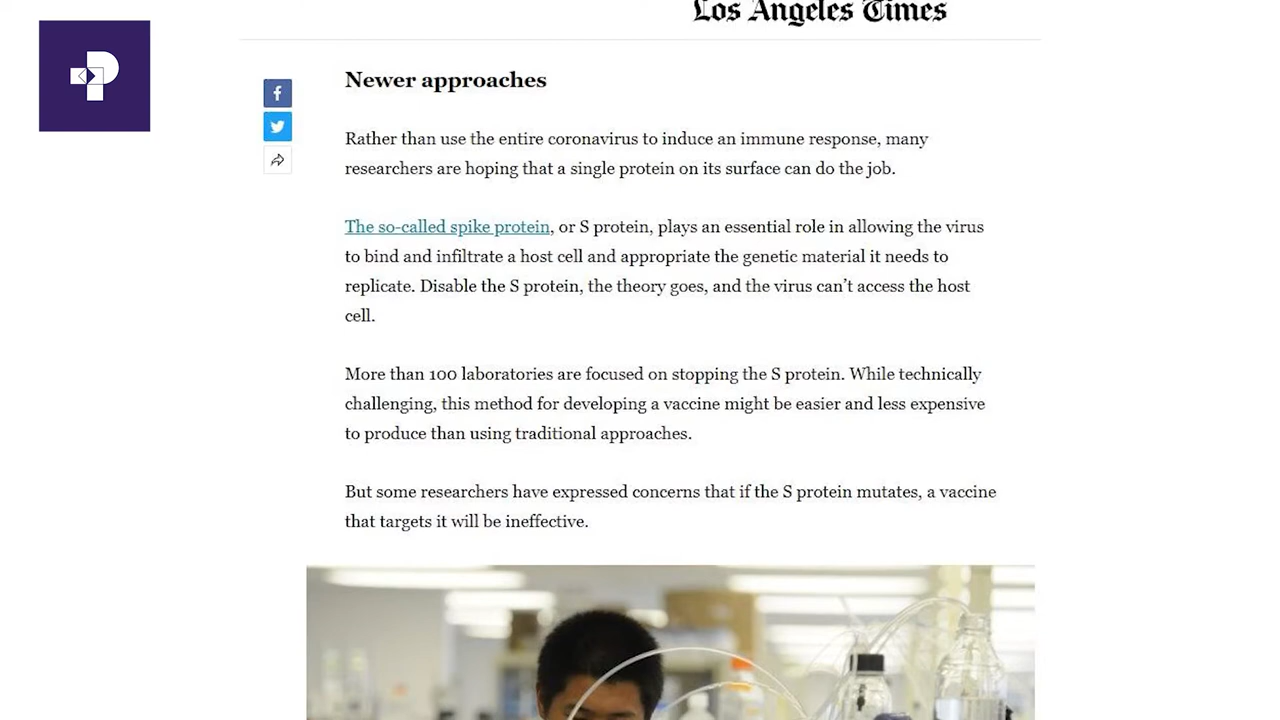 Los Angeles Times
Newer approaches
Rather than use the entire coronavirus to induce an immune response, many
researchers are hoping that a single protein on its surface can do the job.
The so-called spike protein, or S protein, plays an essential role in allowing the virus
to bind and infiltrate a host cell and appropriate the genetic material it needs to
replicate. Disable the S protein, the theory goes, and the virus can’t access the host
cell.
More than 100 laboratories are focused on stopping the S protein. While technically
challenging, this method for developing a vaccine might be easier and less expensive
to produce than using traditional approaches.
But some researchers have expressed concerns that if the S protein mutates, a vaccine
that targets it will be ineffective.